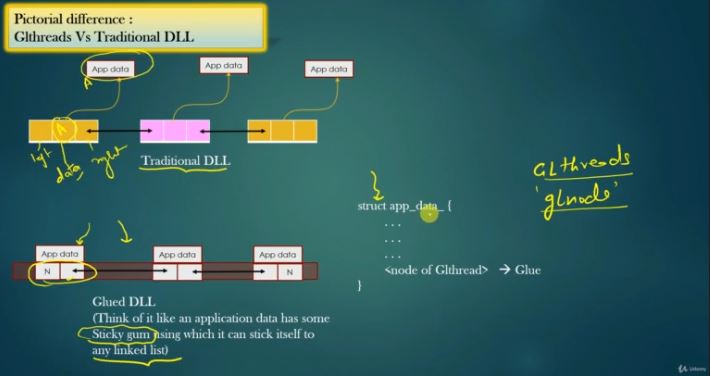 Pictorial difference :
Glthreads Vs Traditional DLL
App data
App data
App data
A
A
left
data
right
Traditional DLL
GLthreads
'glnode'
struct app_data_ {
. . .
. . .
. . .
<node of Glthread> → Glue
}
App data
App data
App data
N
N
Glued DLL
(Think of it like an application data has some
Sticky gum using which it can stick itself to
any linked list)
Udemy